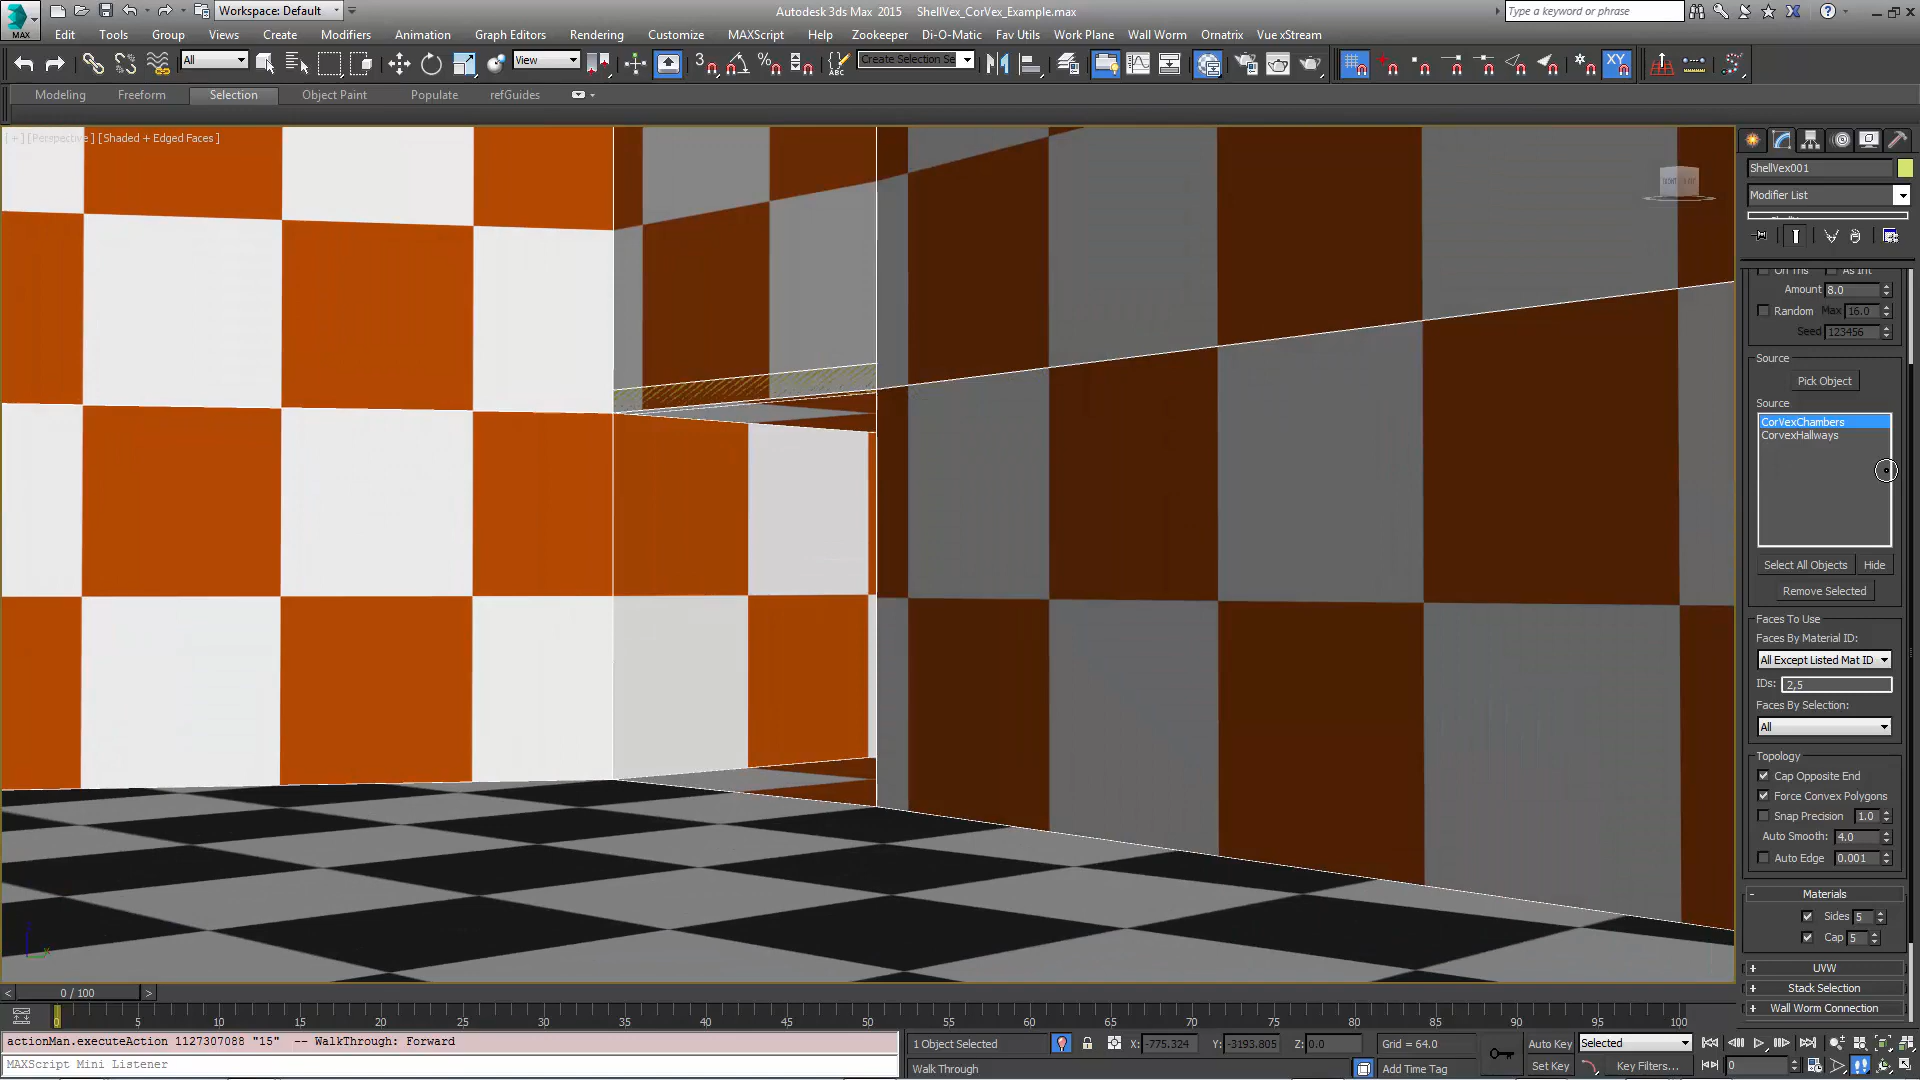 Workspace: Default
Autodesk 3ds Max 2015 ShellVex_CorVex_Example.max
Type a keyword or phrase
MAX
Edit Tools Group Views Create Modifiers Animation Graph Editors Rendering Customize MAXScript Help Zookeeper Di-O-Matic Fav Utils Work Plane Wall Worm Ornatrix Vue xStream
All View 3 ABC Create Selection Se XY
Modeling Freeform Selection Object Paint Populate refGuides
[ + ] [Perspective ] [Shaded + Edged Faces ]
ShellVex001
Modifier List
On Tris As Int
Amount 8.0
Random Max 16.0
Seed 123456
Source
Pick Object
Source
CorVexChambers
CorvexHallways
Select All Objects Hide
Remove Selected
Faces To Use
Faces By Material ID:
All Except Listed Mat ID
IDs: 2,5
Faces By Selection:
All
Topology
Cap Opposite End
Force Convex Polygons
Snap Precision 1.0
Auto Smooth: 4.0
Auto Edge 0.001
- Materials
Sides 5
Cap 5
+ UVW
+ Stack Selection
+ Wall Worm Connection
< 0 / 100 >
0 5 10 15 20 25 30 35 40 45 50 55 60 65 70 75 80 85 90 95 100
actionMan.executeAction 1127307088 "15" -- WalkThrough: Forward
MAXScript Mini Listener
1 Object Selected X: -775.324 Y: -3193.805 Z: 0.0 Grid = 64.0 Auto Key Selected
Walk Through Add Time Tag Set Key Key Filters... 0